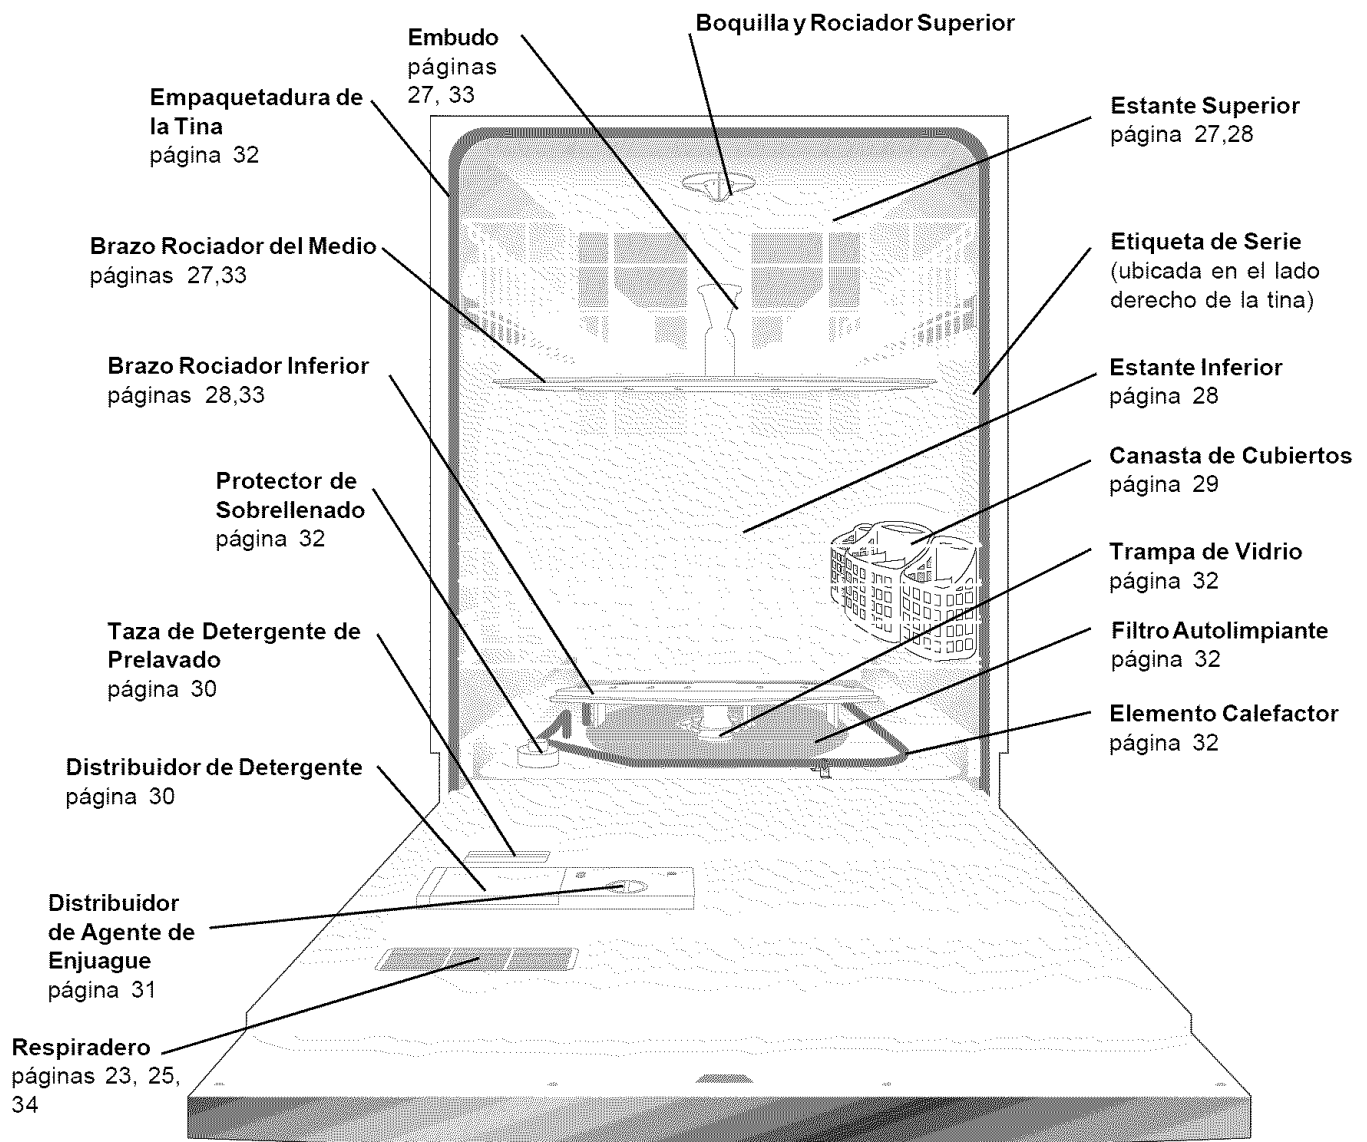 Boquilla y Rociador Superior
Embudo
páginas
27, 33
Empaquetadura de
la Tina
página 32
Brazo Rociador del Medio
páginas 27,33
Brazo Rociador Inferior
páginas 28,33
Protector de
Sobrellenado
página 32
Taza de Detergente de
Prelavado
página 30
Distribuidor de Detergente
página 30
Distribuidor
de Agente de
Enjuague
página 31
Respiradero
páginas 23, 25,
34
Estante Superior
página 27,28
Etiqueta de Serie
(ubicada en el lado
derecho de la tina)
Estante Inferior
página 28
Canasta de Cubiertos
página 29
Trampa de Vidrio
página 32
Filtro Autolimpiante
página 32
Elemento Calefactor
página 32